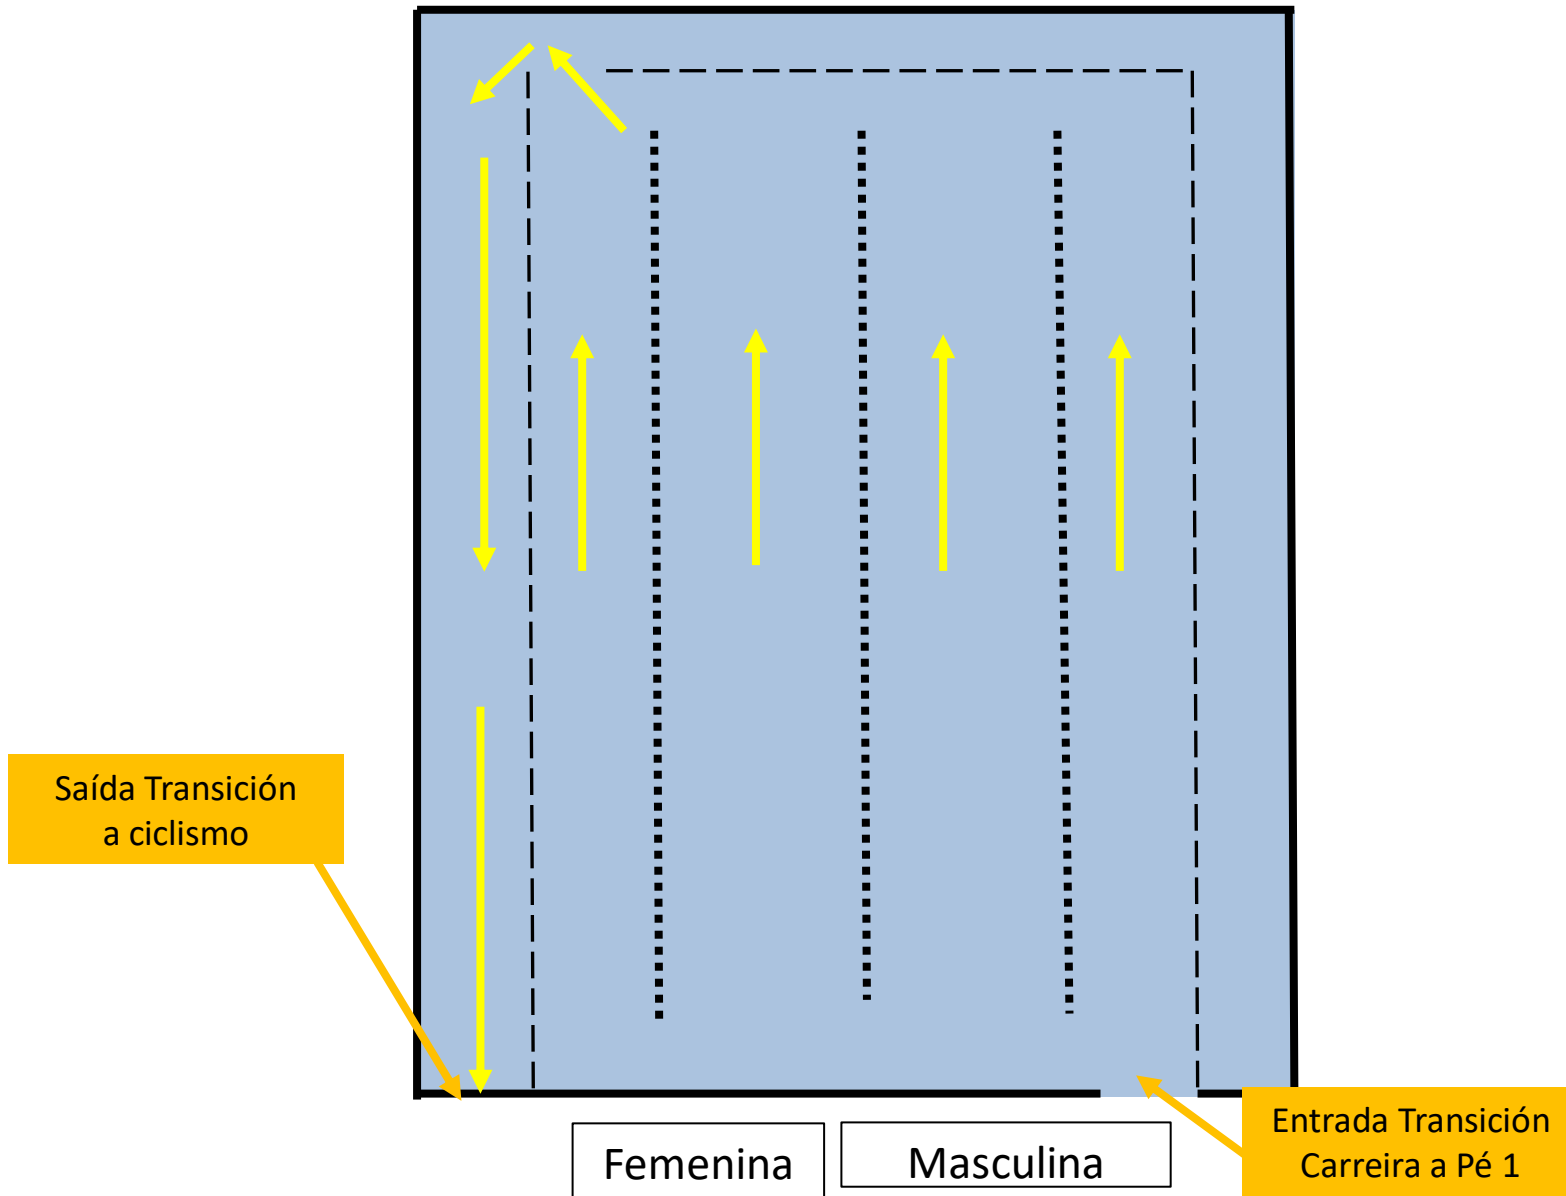 Saída Transición
a ciclismo
Femenina
Masculina
Entrada Transición
Carreira a Pé 1